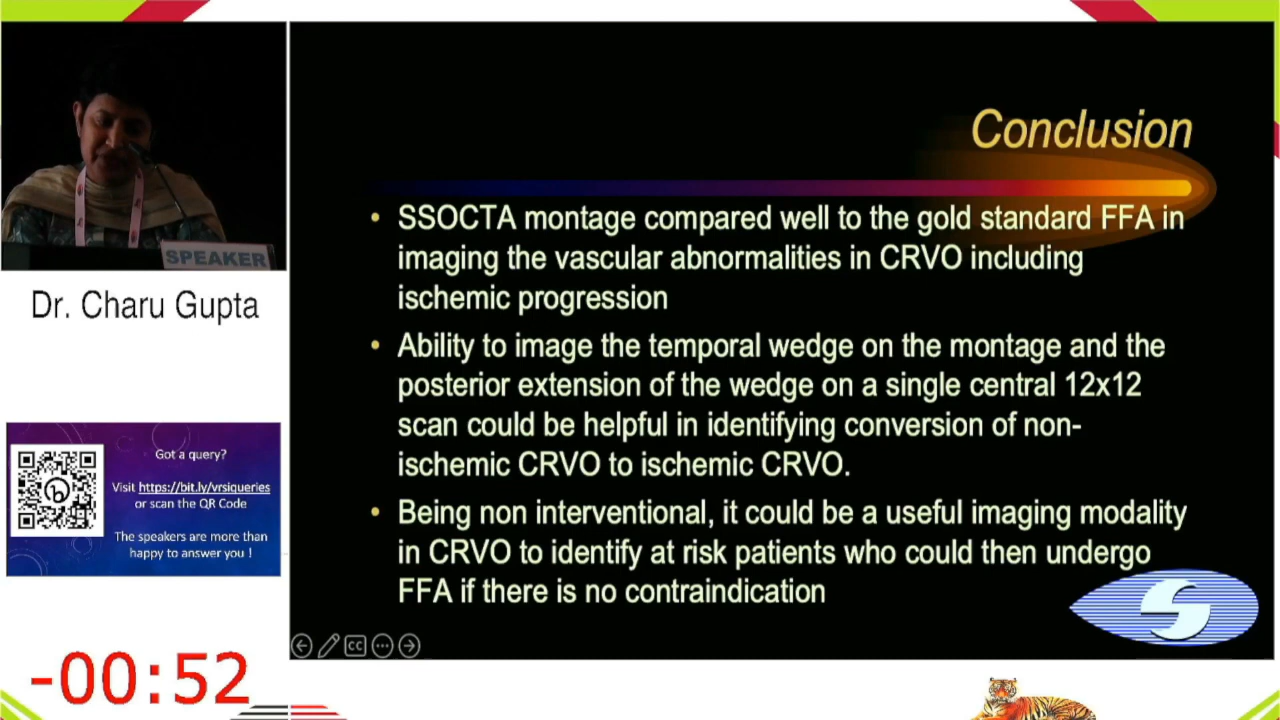 SPEAKER
Dr. Charu Gupta
Got a query?
Visit https://bit.ly/vrsiqueries
or scan the QR Code
The speakers are more than
happy to answer you !
-00:52
Conclusion
• SSOCTA montage compared well to the gold standard FFA in
imaging the vascular abnormalities in CRVO including
ischemic progression
• Ability to image the temporal wedge on the montage and the
posterior extension of the wedge on a single central 12x12
scan could be helpful in identifying conversion of non-
ischemic CRVO to ischemic CRVO.
• Being non interventional, it could be a useful imaging modality
in CRVO to identify at risk patients who could then undergo
FFA if there is no contraindication
CC
S